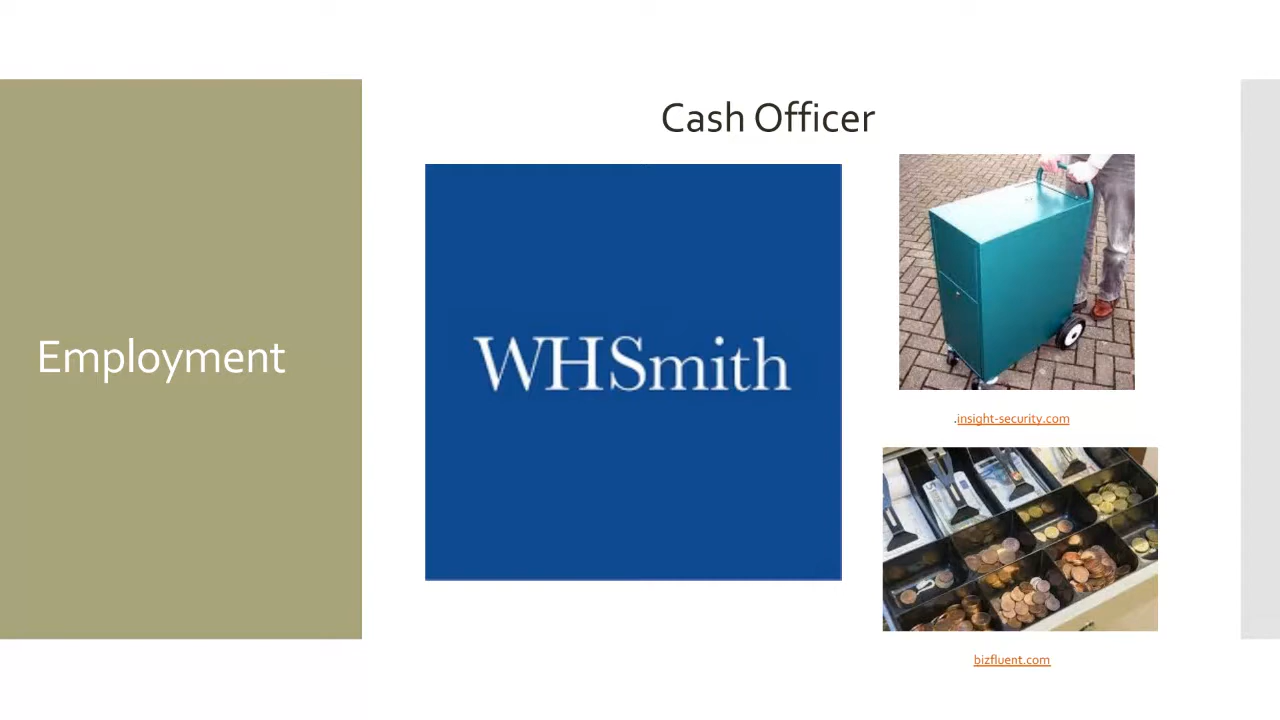 Cash Officer
Employment
WHSmith
.insight-security.com
bizfluent.com